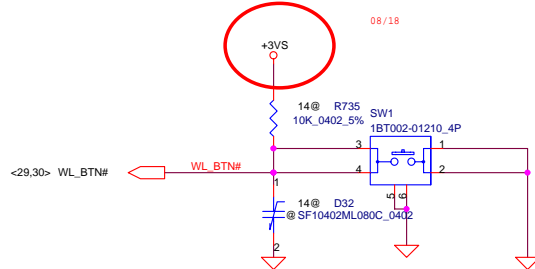 08/18
+3VS
14@ R735
10K_0402_5%
SW1
1BT002-01210_4P
3 1
<29,30> WL_BTN# WL_BTN# 4 2
1
5 6
14@ D32
@ SF10402ML080C_0402
2